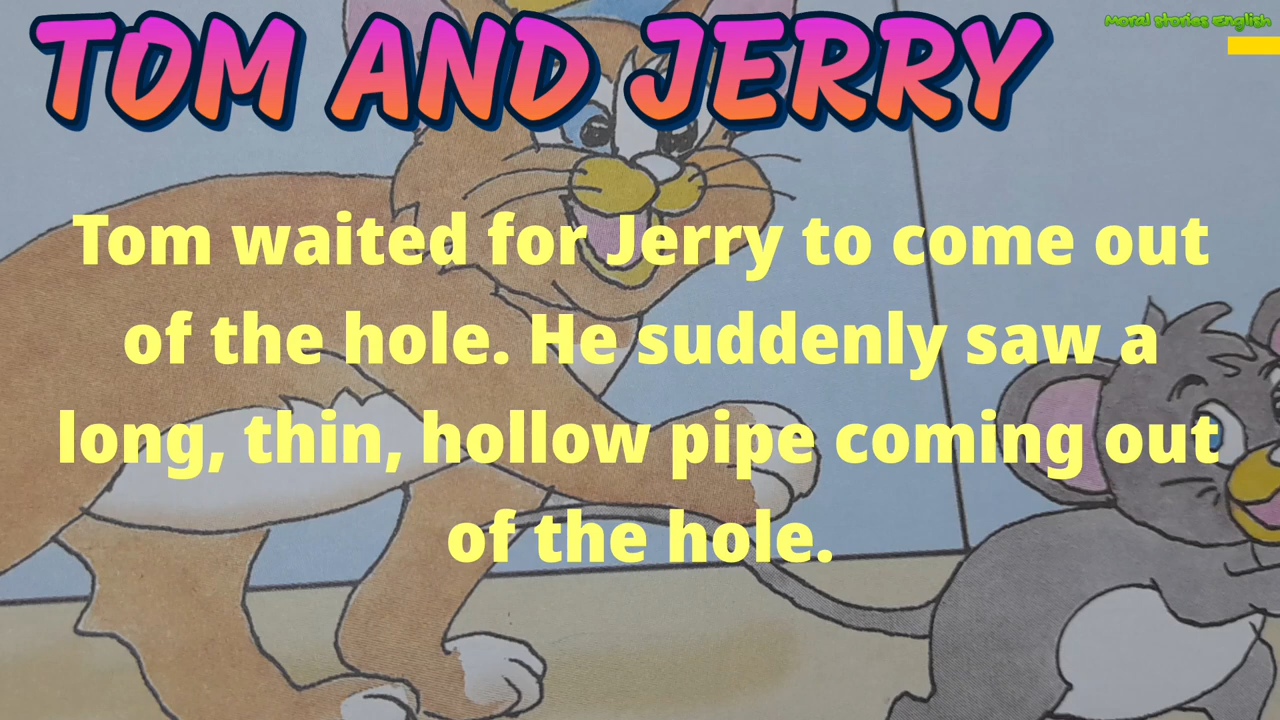 TOM AND JERRY
Moral stories English
Tom waited for Jerry to come out
of the hole. He suddenly saw a
long, thin, hollow pipe coming out
of the hole.